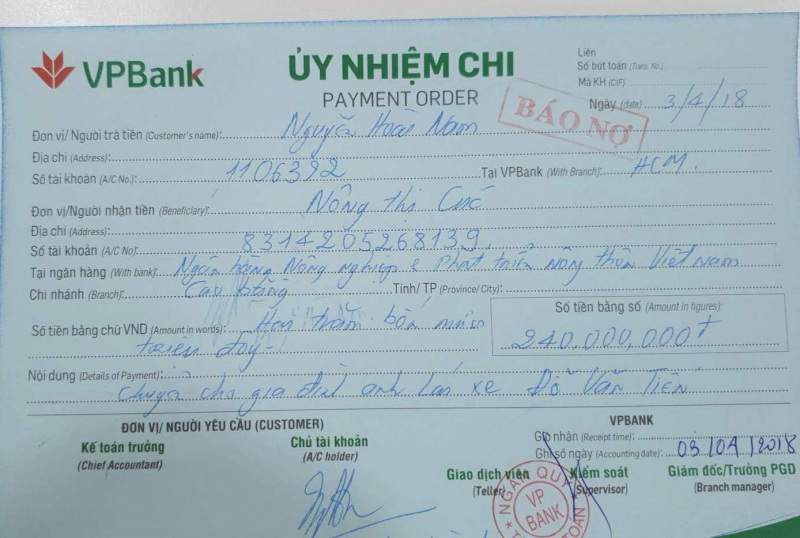 VPBank
ỦY NHIỆM CHI
PAYMENT ORDER
Liên
Số bút toán (Trans. No.)
Mã KH (CIF)
Ngày (date) 3/4/18
BÁO NỢ
Đơn vị/ Người trả tiền (Customer's name): Nguyễn Hoài Nam
Địa chỉ (Address):
Số tài khoản (A/C No.): 1106392 Tại VPBank (With Branch): HCM.
Đơn vị/Người nhận tiền (Beneficiary): Nông Thị Cúc
Địa chỉ (Address):
Số tài khoản (A/C No): 8314205268139
Tại ngân hàng (With bank): Ngân hàng Nông nghiệp & Phát triển nông thôn Việt Nam
Chi nhánh (Branch): Cao Bằng Tỉnh/ TP (Province/ City):
Số tiền bằng chữ VND (Amount in words): Hai trăm bốn mươi
triệu đ/-
Số tiền bằng số (Amount in figures):
240.000.000đ
Nội dung (Details of Payment):
chuyển cho gia đình anh lái xe Đỗ Văn Tiến
ĐƠN VỊ/ NGƯỜI YÊU CẦU (CUSTOMER)
Kế toán trưởng
(Chief Accountant)
Chủ tài khoản
(A/C holder)
VPBANK
Giờ nhận (Receipt time):
Ghi sổ ngày (Accounting date): 03/04/2018
Giao dịch viên
(Teller)
Kiểm soát
(Supervisor)
Giám đốc/Trưởng PGD
(Branch manager)
NGÂN QUỸ
VP
BANK